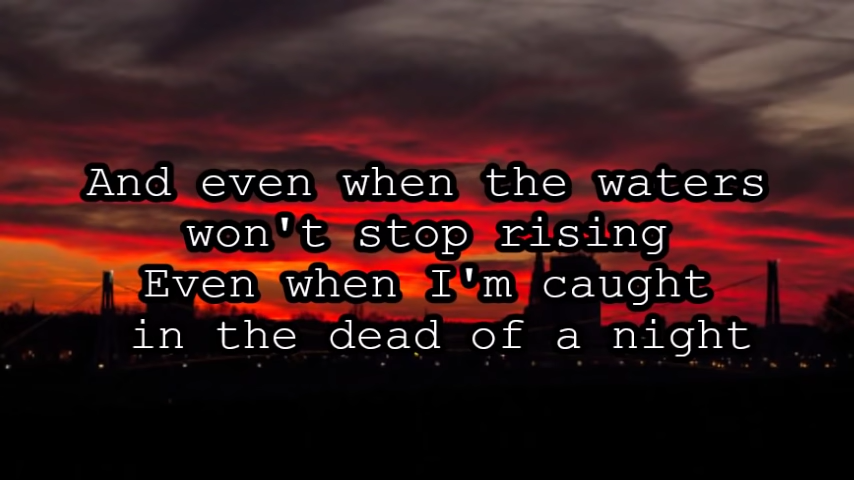 And even when the waters
won't stop rising
Even when I'm caught
in the dead of a night